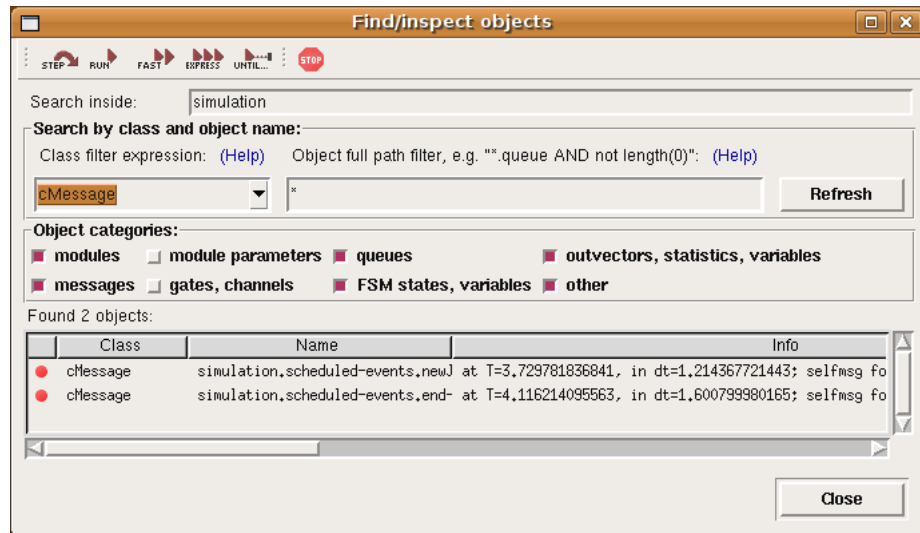 Find/inspect objects
STEP RUN FAST EXPRESS UNTIL... STOP
Search inside: simulation
Search by class and object name:
Class filter expression: (Help) Object full path filter, e.g. "*.queue AND not length(0)": (Help)
cMessage * Refresh
Object categories:
modules module parameters queues outvectors, statistics, variables
messages gates, channels FSM states, variables other
Found 2 objects:
Class Name Info
cMessage simulation.scheduled-events.newJ at T=3.729781836841, in dt=1.214367721443; selfmsg fo
cMessage simulation.scheduled-events.end- at T=4.116214095563, in dt=1.600799980165; selfmsg fo
Close